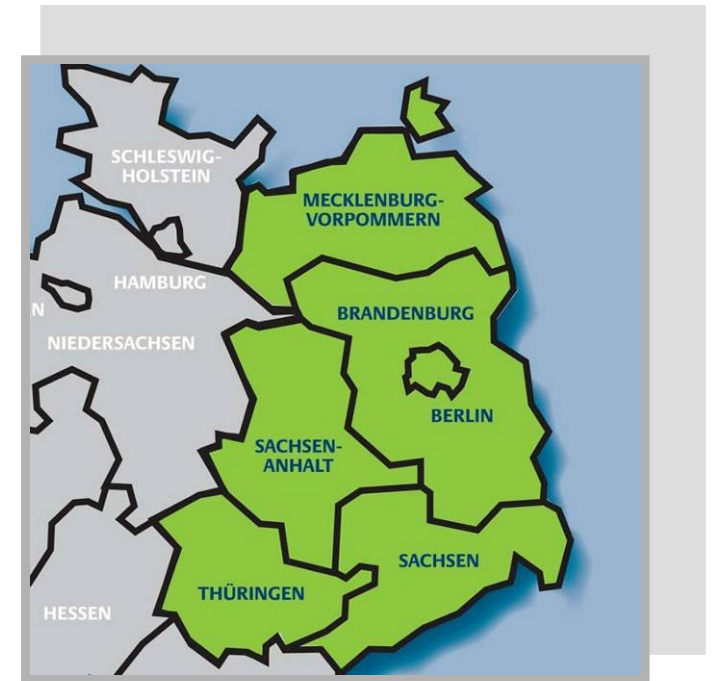 SCHLESWIG-
HOLSTEIN
MECKLENBURG-
VORPOMMERN
HAMBURG
N
BRANDENBURG
NIEDERSACHSEN
BERLIN
SACHSEN-
ANHALT
SACHSEN
THÜRINGEN
HESSEN